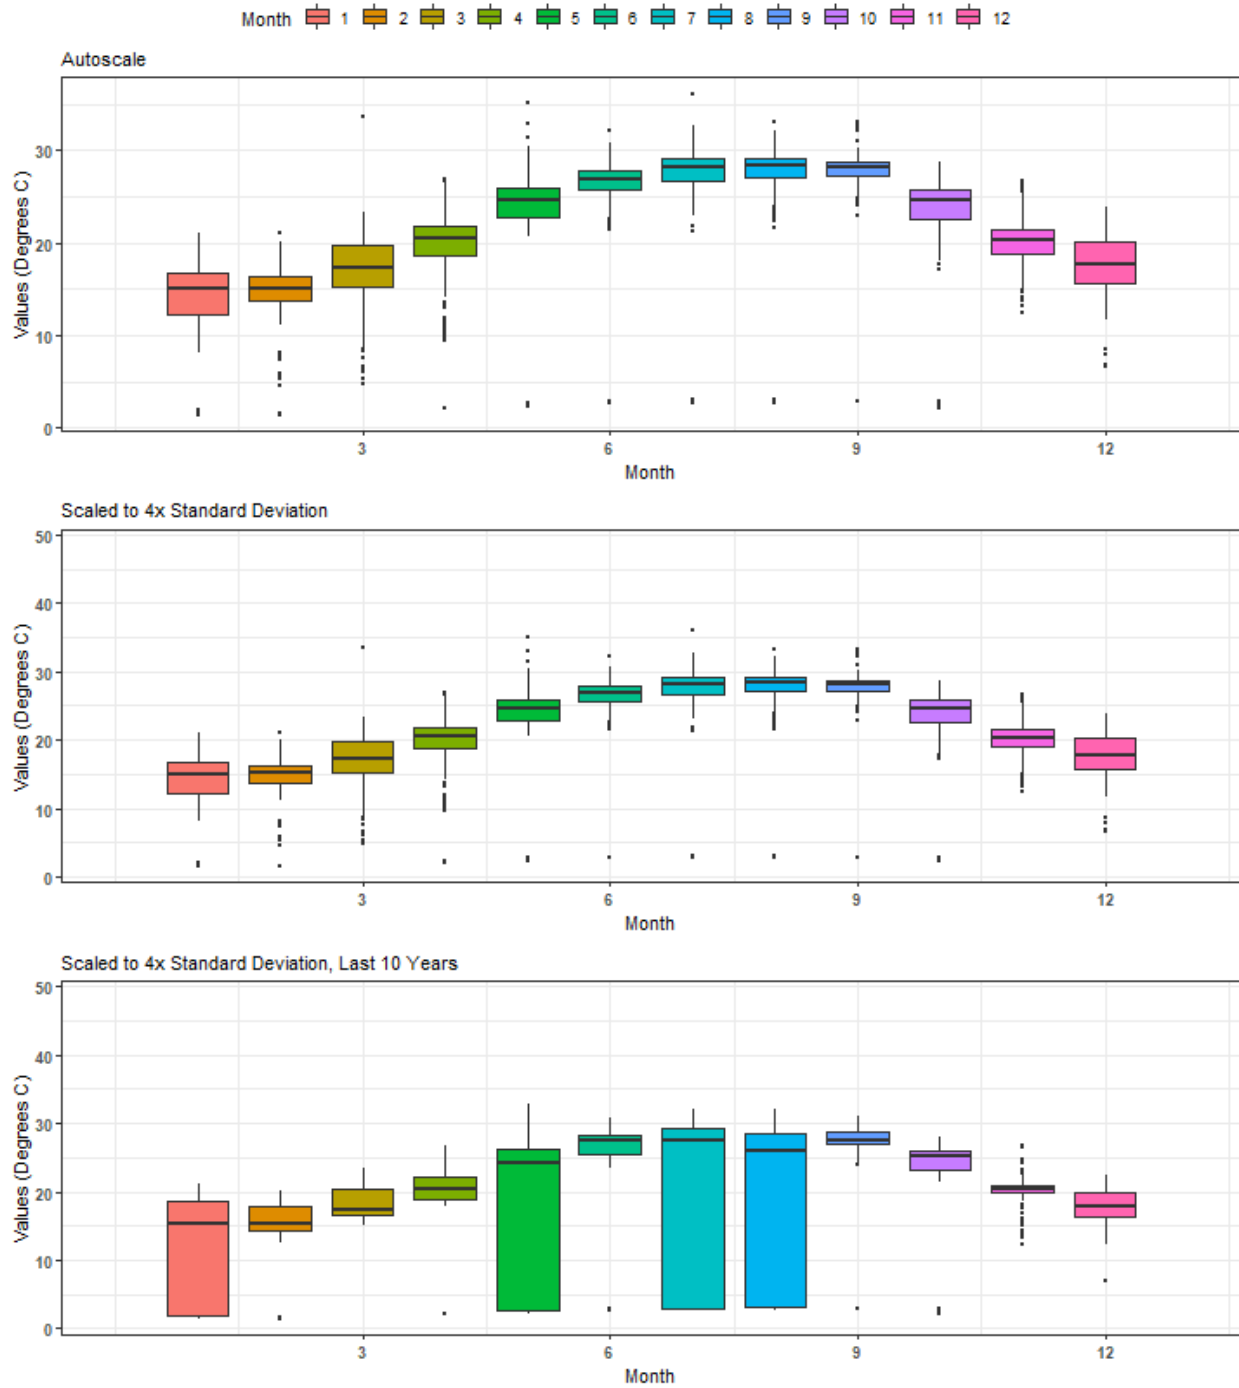 Month 1 2 3 4 5 6 7 8 9 10 11 12
Autoscale
Values (Degrees C)
30
20
10
0
3 6 9 12
Month
Scaled to 4x Standard Deviation
Values (Degrees C)
50
40
30
20
10
0
3 6 9 12
Month
Scaled to 4x Standard Deviation, Last 10 Years
Values (Degrees C)
50
40
30
20
10
0
3 6 9 12
Month